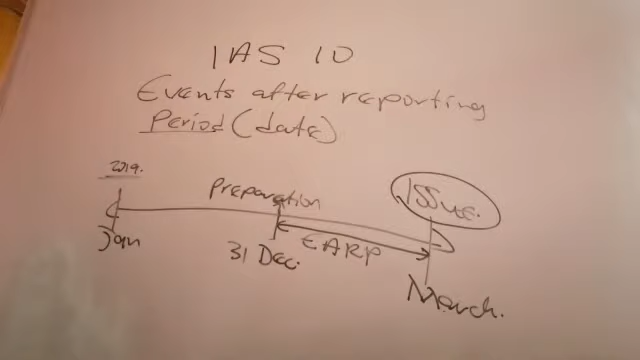 IAS 10
Events after reporting
Period (date)
2019.
Preparation
ISSue.
Jan
31 Dec.
EARP
March.